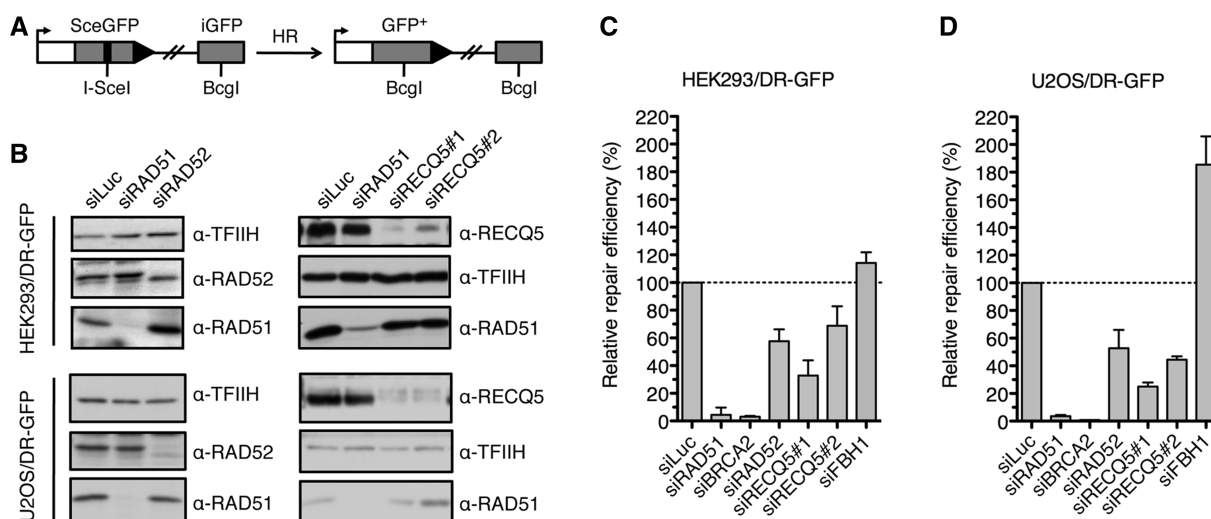 A
SceGFP iGFP HR GFP+
I-SceI BcgI BcgI BcgI
B
siLuc siRAD51 siRAD52
siLuc siRAD51 siRECQ5#1 siRECQ5#2
HEK293/DR-GFP
α-TFIIH α-RECQ5
α-RAD52 α-TFIIH
α-RAD51 α-RAD51
U2OS/DR-GFP
α-TFIIH α-RECQ5
α-RAD52 α-TFIIH
α-RAD51 α-RAD51
C
HEK293/DR-GFP
Relative repair efficiency (%)
220
200
180
160
140
120
100
80
60
40
20
0
siLuc siRAD51 siBRCA2 siRAD52 siRECQ5#1 siRECQ5#2 siFBH1
D
U2OS/DR-GFP
Relative repair efficiency (%)
220
200
180
160
140
120
100
80
60
40
20
0
siLuc siRAD51 siBRCA2 siRAD52 siRECQ5#1 siRECQ5#2 siFBH1